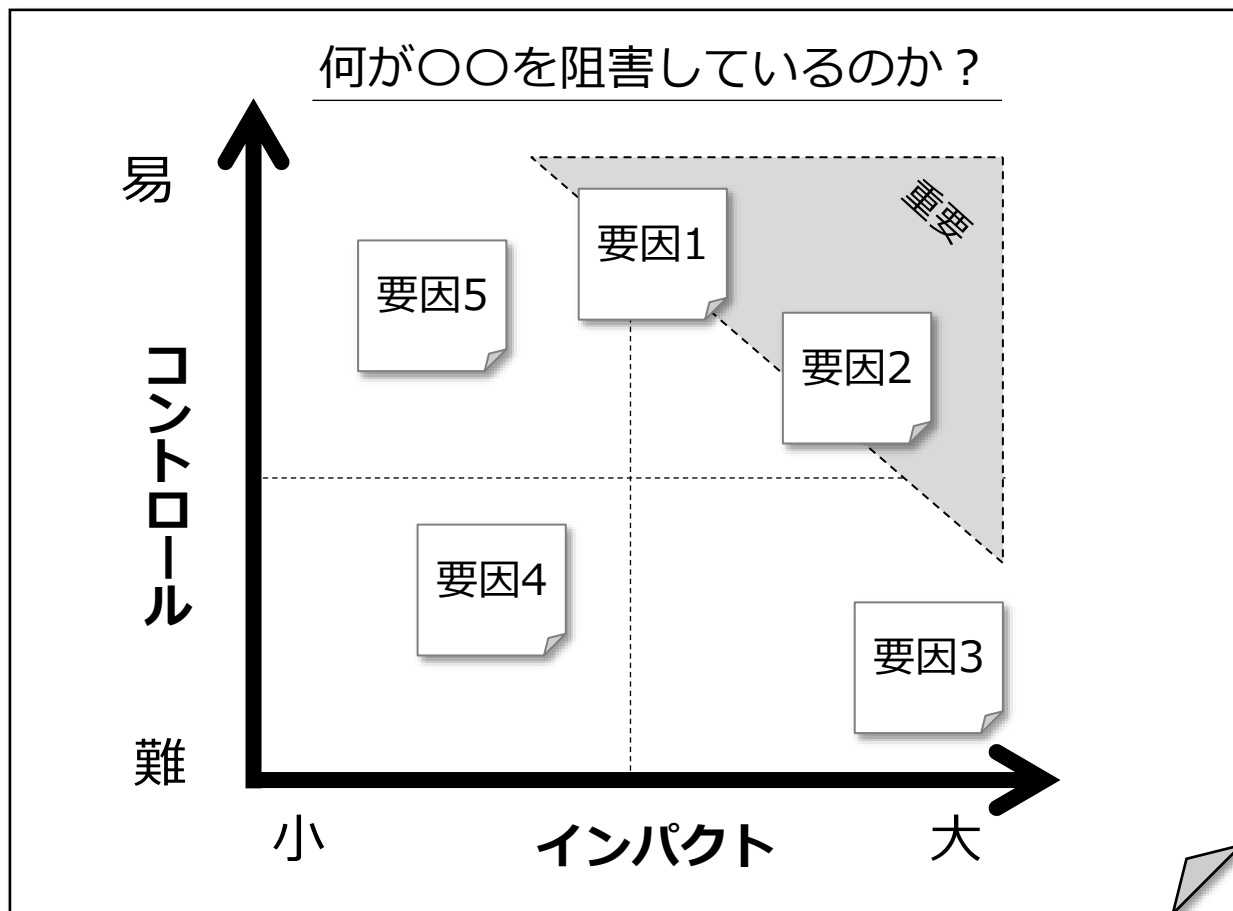 何が〇〇を阻害しているのか？
易
重要
要因1
要因5
要因2
コントロール
要因4
要因3
難
小
インパクト
大